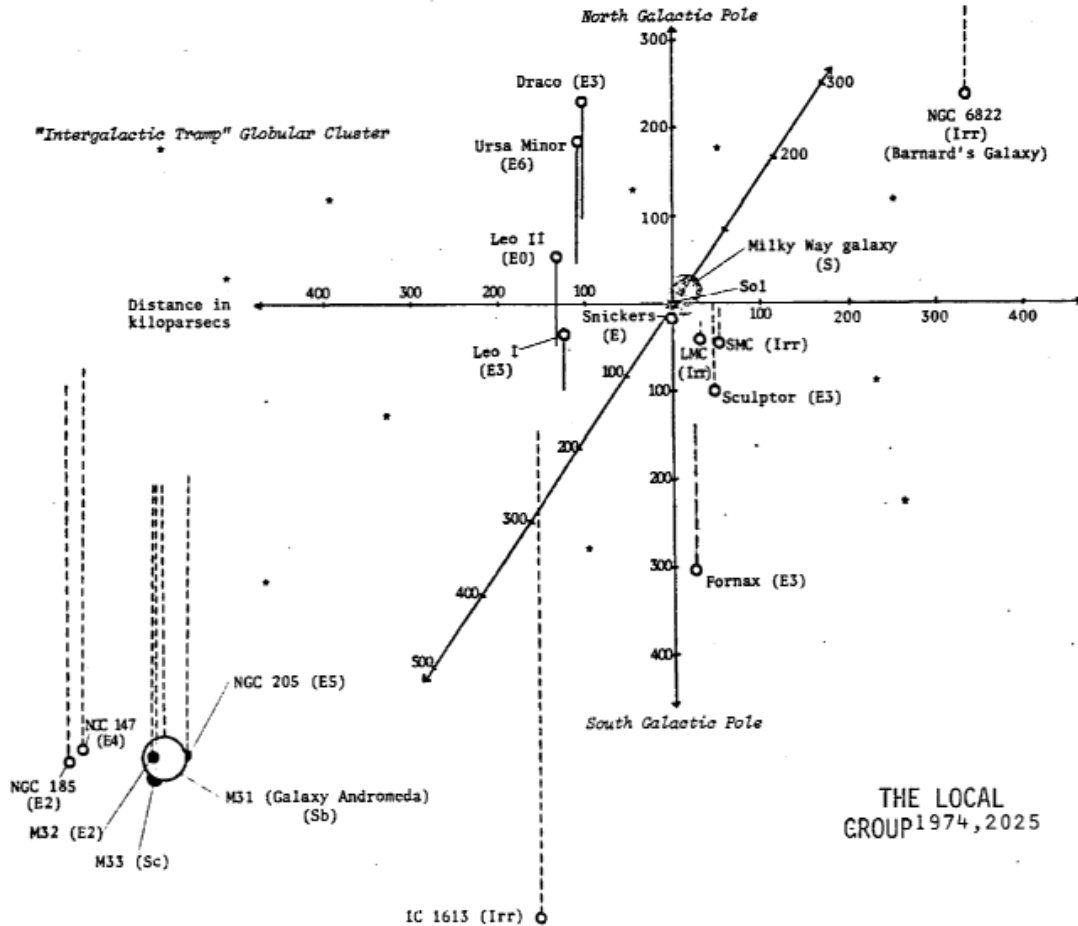 North Galactic Pole
300
300
Draco (E3)
NGC 6822
(Irr)
(Barnard's Galaxy)
"Intergalactic Tramp" Globular Cluster
Ursa Minor
(E6)
200
200
100
Leo II
(E0)
Milky Way galaxy
(S)
Sol
Distance in
kiloparsecs
400
300
200
100
100
200
300
400
Snickers
(E)
LMC
(Irr)
SMC (Irr)
Leo I
(E3)
100
100
Sculptor (E3)
200
200
300
300
Fornax (E3)
400
400
500
NGC 205 (E5)
South Galactic Pole
NGC 147
(E4)
NGC 185
(E2)
M31 (Galaxy Andromeda)
(Sb)
M32 (E2)
M33 (Sc)
THE LOCAL
GROUP 1974,2025
IC 1613 (Irr)